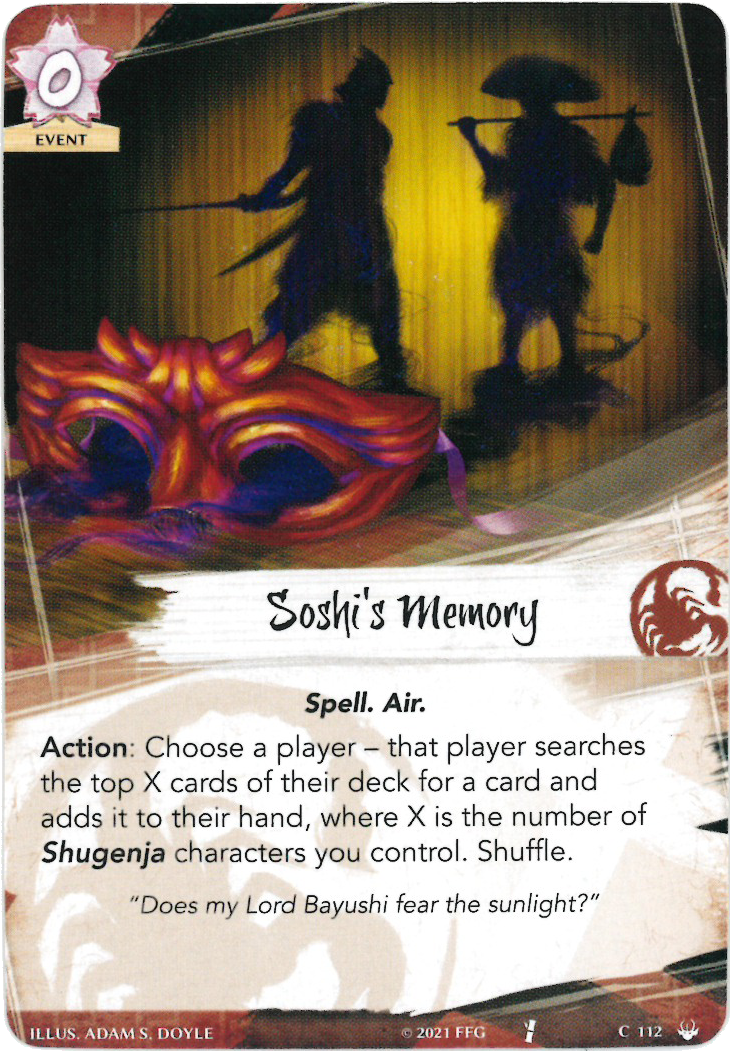 0
EVENT
Soshi's Memory
Spell. Air.
Action: Choose a player – that player searches
the top X cards of their deck for a card and
adds it to their hand, where X is the number of
Shugenja characters you control. Shuffle.
"Does my Lord Bayushi fear the sunlight?"
ILLUS. ADAM S. DOYLE © 2021 FFG C 112